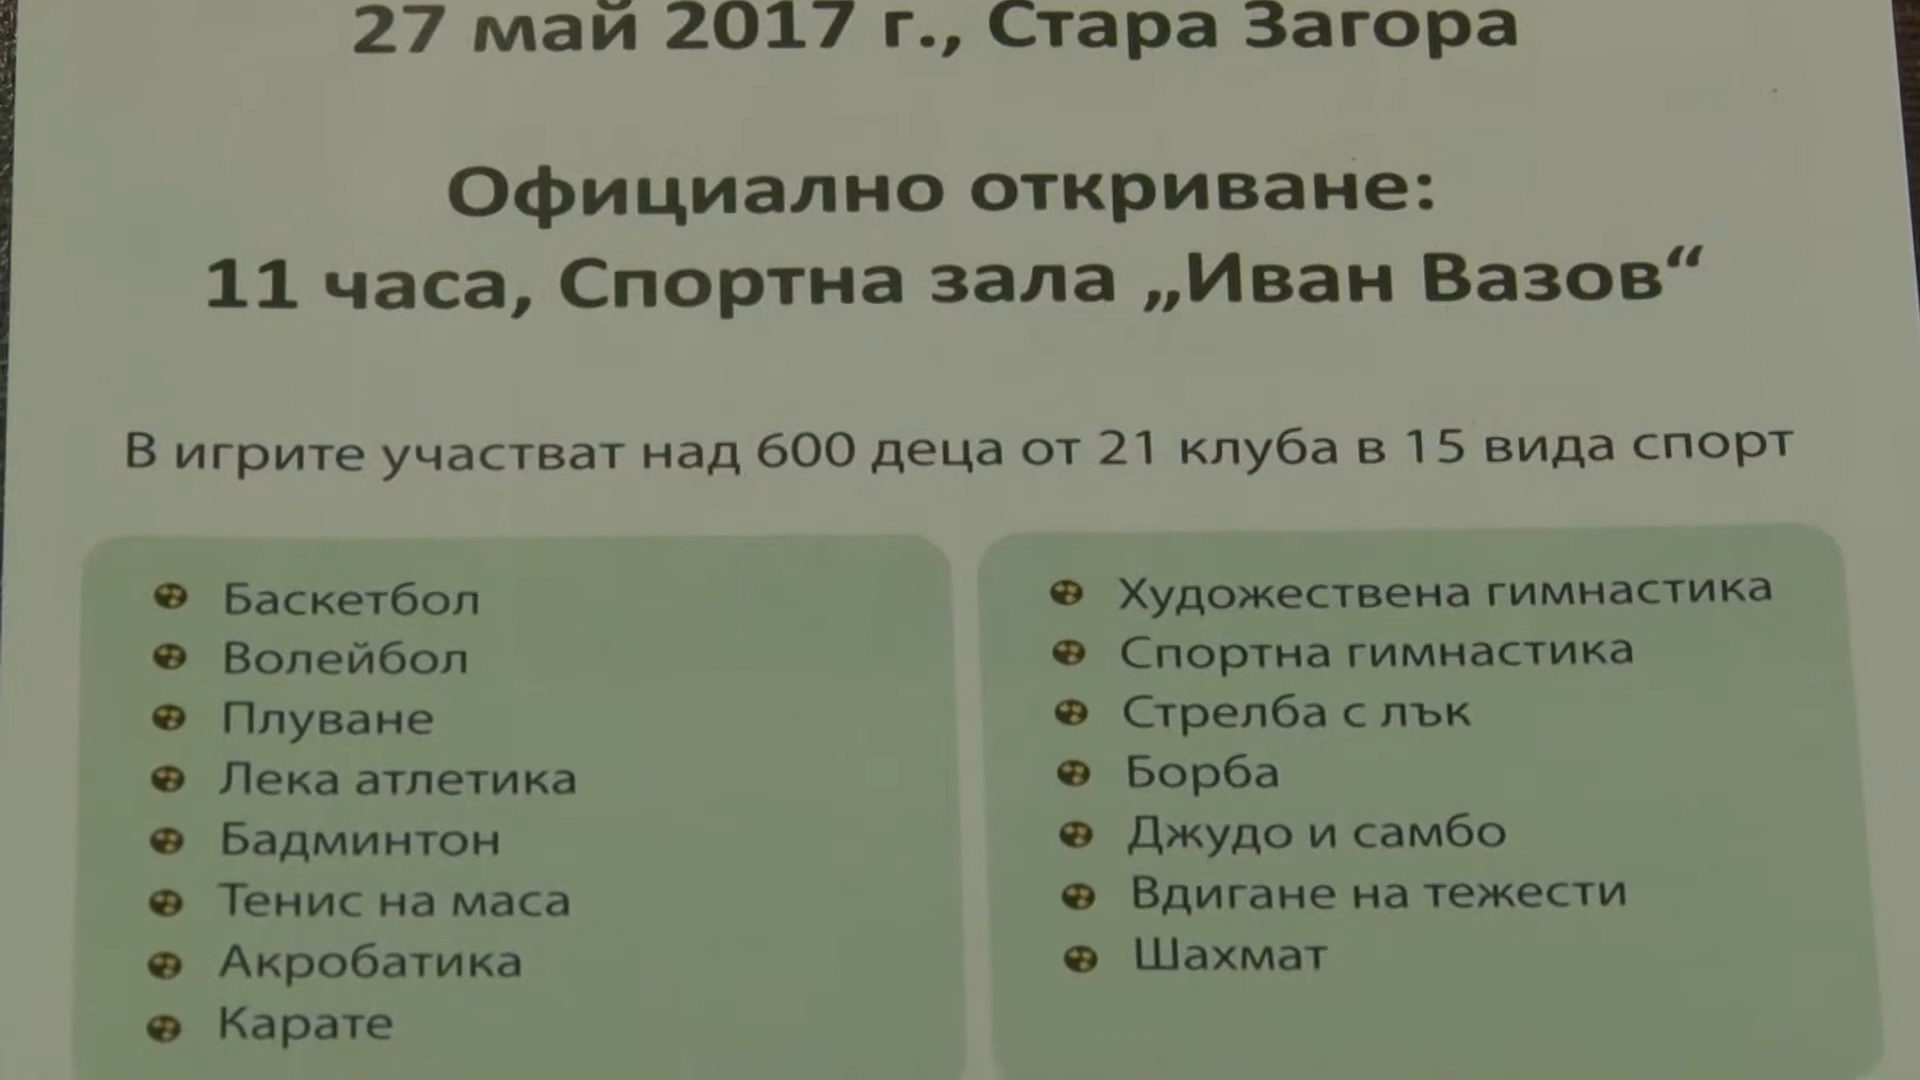 27 май 2017 г., Стара Загора
Официално откриване:
11 часа, Спортна зала „Иван Вазов“
В игрите участват над 600 деца от 21 клуба в 15 вида спорт
Баскетбол
Волейбол
Плуване
Лека атлетика
Бадминтон
Тенис на маса
Акробатика
Карате
Художествена гимнастика
Спортна гимнастика
Стрелба с лък
Борба
Джудо и самбо
Вдигане на тежести
Шахмат